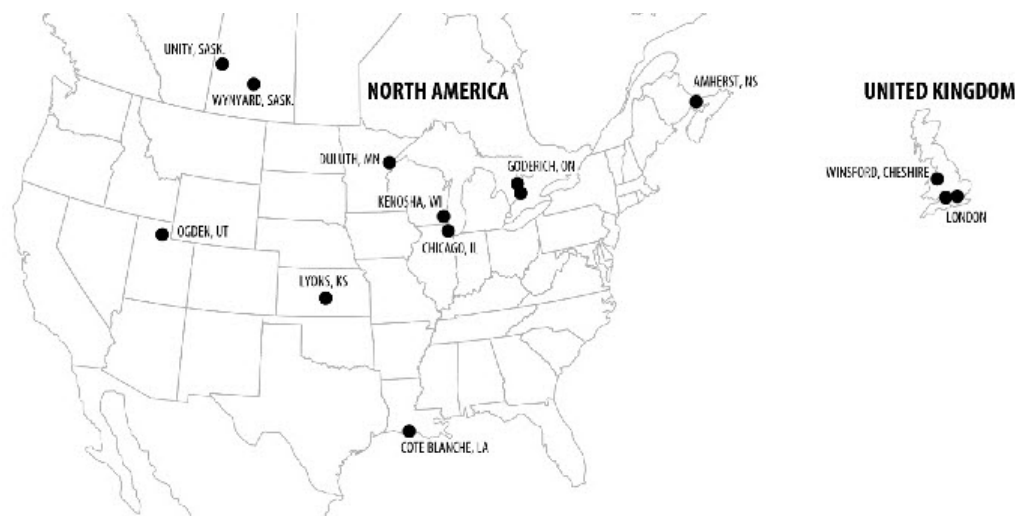 UNITY, SASK.
WYNYARD, SASK.
NORTH AMERICA
AMHERST, NS
UNITED KINGDOM
DULUTH, MN
GODERICH, ON
WINSFORD, CHESHIRE
KENOSHA, WI
LONDON
OGDEN, UT
CHICAGO, IL
LYONS, KS
COTE BLANCHE, LA